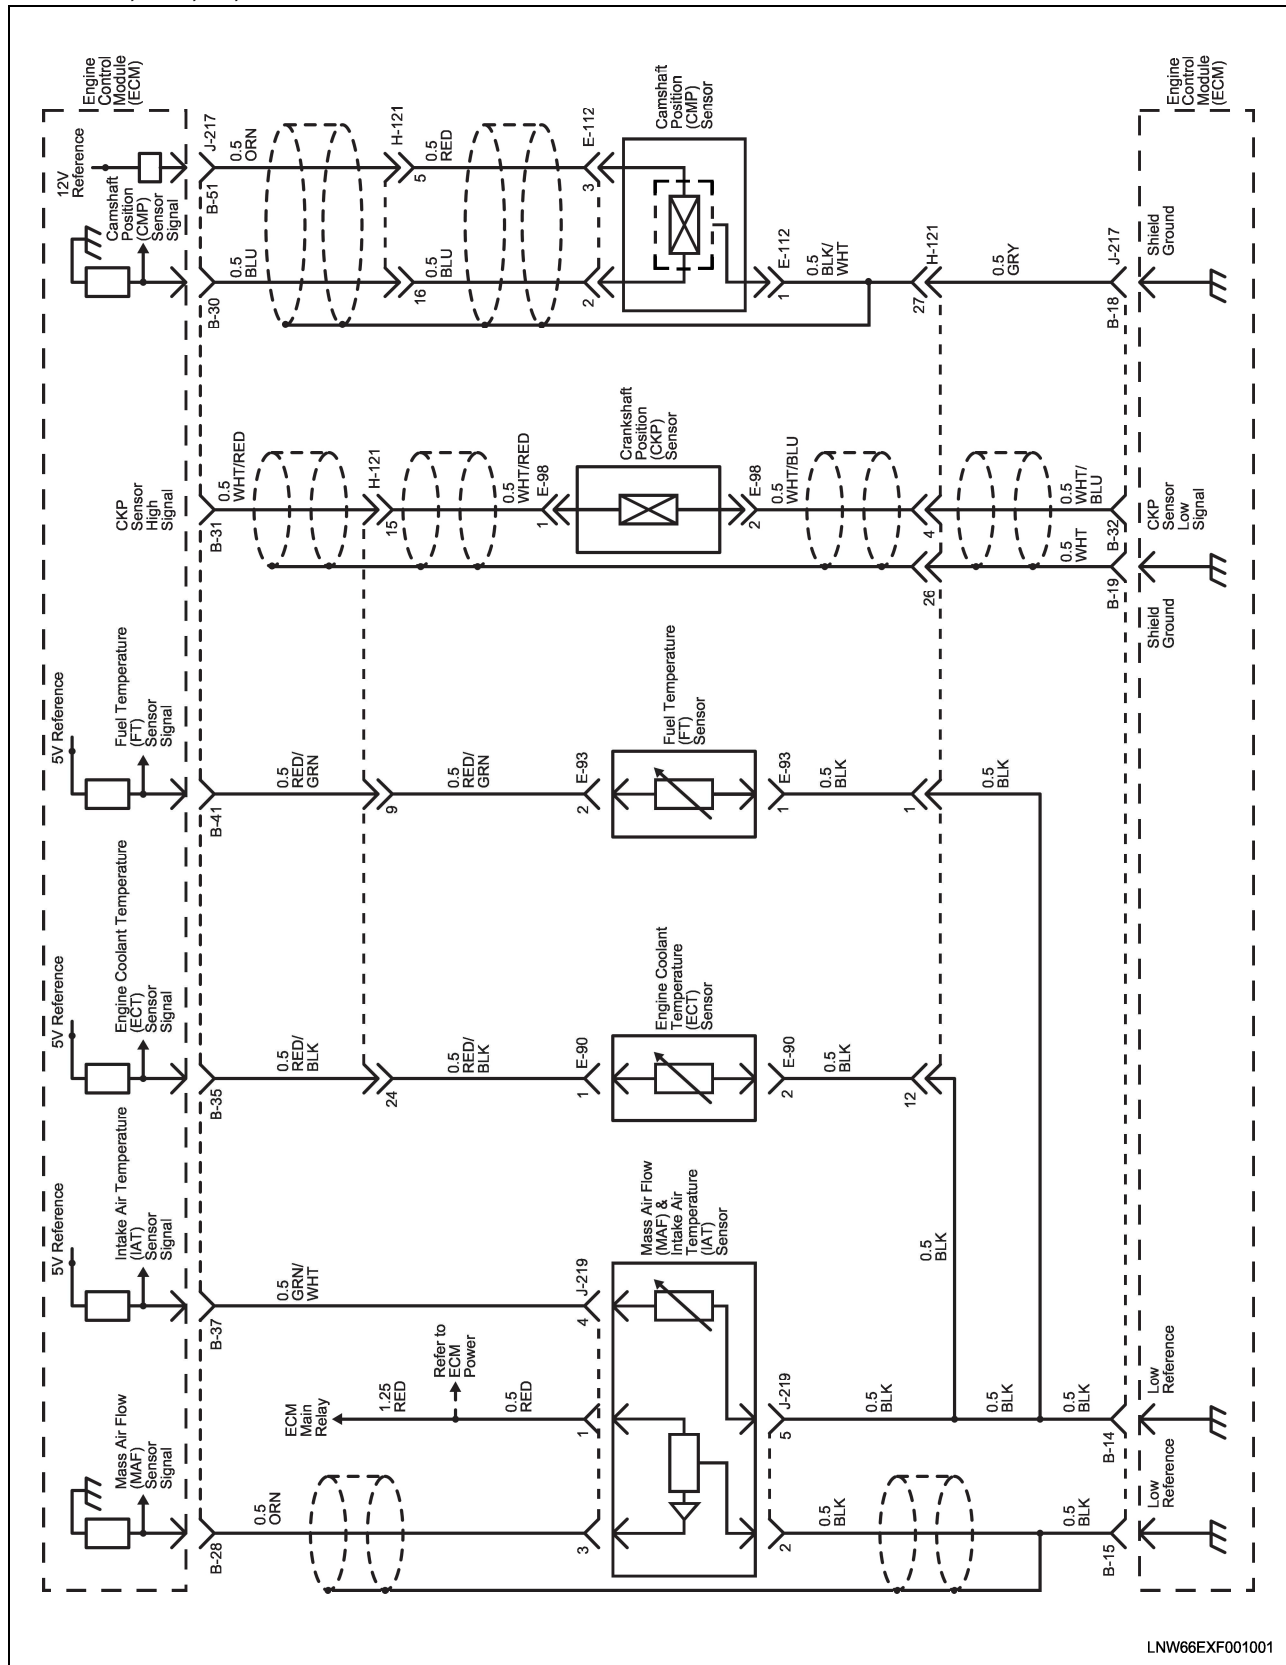 Engine
Control
Module
(ECM)
12V
Reference
Camshaft
Position
(CMP)
Sensor
Signal
J-217
B-51
B-30
0.5
ORN
0.5
BLU
H-121
5
16
0.5
RED
0.5
BLU
E-112
3
2
Camshaft
Position
(CMP)
Sensor
E-112
1
0.5
BLK/
WHT
H-121
27
0.5
GRY
J-217
B-18
Shield
Ground
Engine
Control
Module
(ECM)
CKP
Sensor
High
Signal
B-31
0.5
WHT/RED
H-121
15
0.5
WHT/RED
E-98
1
Crankshaft
Position
(CKP)
Sensor
E-98
2
0.5
WHT/BLU
4
26
0.5
WHT/
BLU
0.5
WHT
B-32
B-19
CKP
Sensor
Low
Signal
Shield
Ground
5V Reference
Fuel Temperature
(FT)
Sensor
Signal
B-41
0.5
RED/
GRN
9
0.5
RED/
GRN
E-93
2
Fuel Temperature
(FT)
Sensor
E-93
1
0.5
BLK
1
0.5
BLK
5V Reference
Engine Coolant Temperature
(ECT)
Sensor
Signal
B-35
0.5
RED/
BLK
24
0.5
RED/
BLK
E-90
1
Engine Coolant
Temperature
(ECT)
Sensor
E-90
2
0.5
BLK
12
0.5
BLK
5V Reference
Intake Air Temperature
(IAT)
Sensor
Signal
B-37
0.5
GRN/
WHT
J-219
4
Mass Air Flow
(MAF) &
Intake Air
Temperature
(IAT)
Sensor
ECM
Main
Relay
1.25
RED
Refer to
ECM
Power
0.5
RED
1
J-219
5
0.5
BLK
0.5
BLK
0.5
BLK
B-14
Low
Reference
Mass Air Flow
(MAF)
Sensor
Signal
B-28
0.5
ORN
3
2
0.5
BLK
0.5
BLK
B-15
Low
Reference
LNW66EXF001001